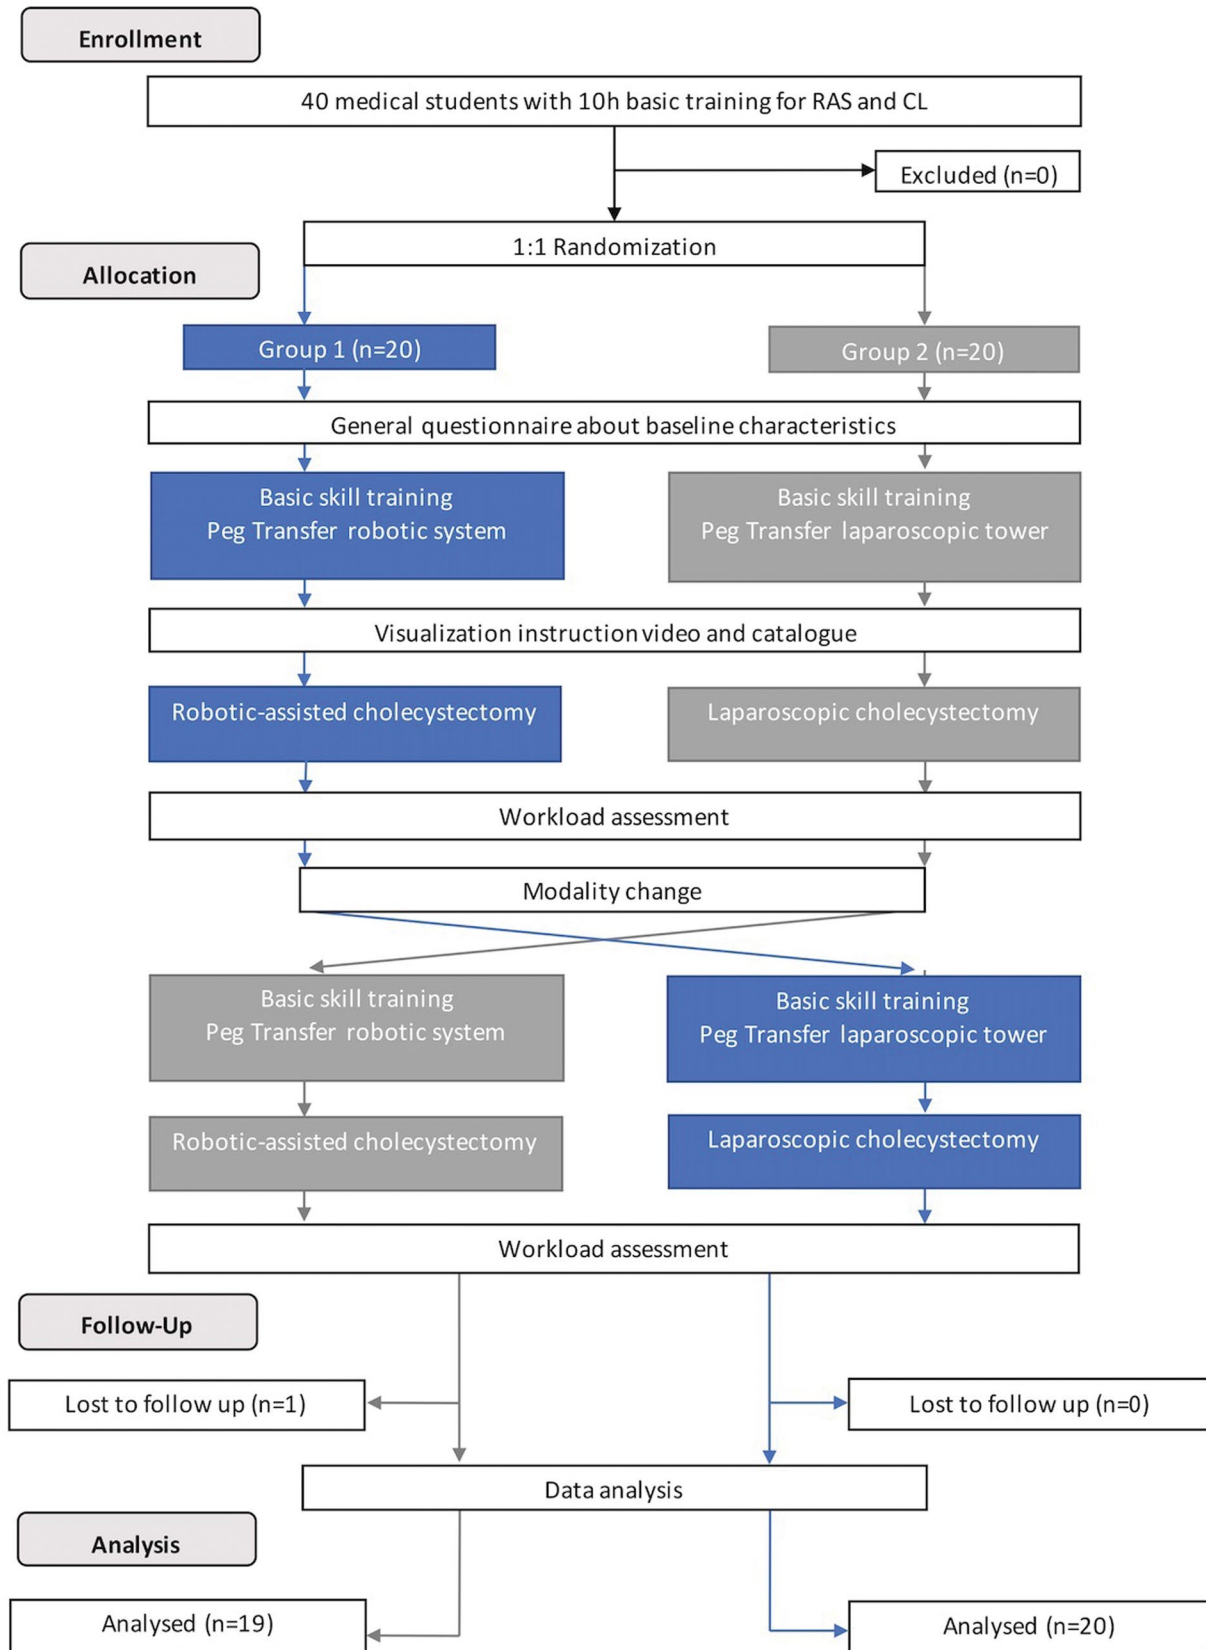 Enrollment
40 medical students with 10h basic training for RAS and CL
Excluded (n=0)
1:1 Randomization
Allocation
Group 1 (n=20)
Group 2 (n=20)
General questionnaire about baseline characteristics
Basic skill training
Peg Transfer robotic system
Basic skill training
Peg Transfer laparoscopic tower
Visualization instruction video and catalogue
Robotic-assisted cholecystectomy
Laparoscopic cholecystectomy
Workload assessment
Modality change
Basic skill training
Peg Transfer robotic system
Basic skill training
Peg Transfer laparoscopic tower
Robotic-assisted cholecystectomy
Laparoscopic cholecystectomy
Workload assessment
Follow-Up
Lost to follow up (n=1)
Lost to follow up (n=0)
Data analysis
Analysis
Analysed (n=19)
Analysed (n=20)